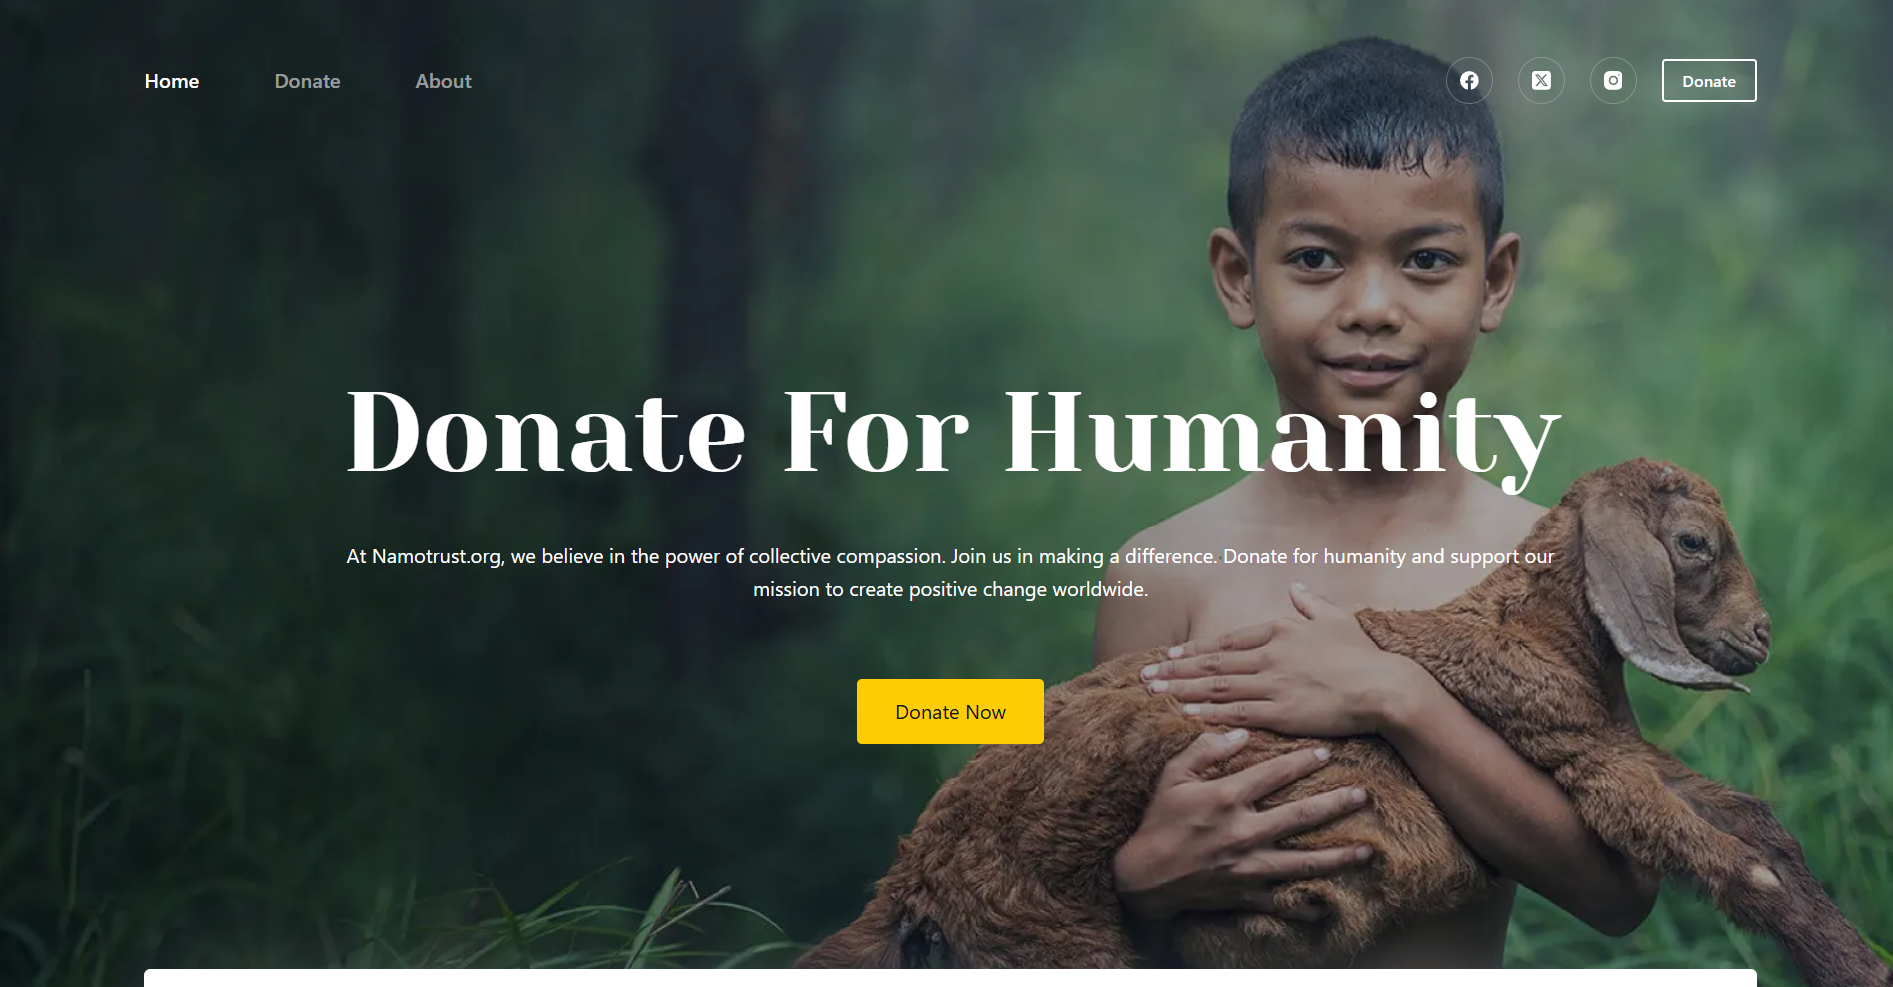 Home Donate About Donate
Donate For Humanity
At Namotrust.org, we believe in the power of collective compassion. Join us in making a difference. Donate for humanity and support our
mission to create positive change worldwide.
Donate Now